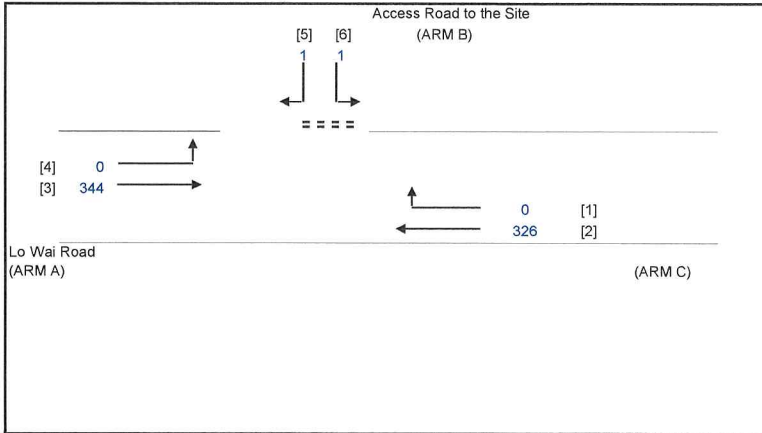 Access Road to the Site
(ARM B)
[5] [6]
1 1
[4] 0
[3] 344
0 [1]
326 [2]
Lo Wai Road
(ARM A)
(ARM C)